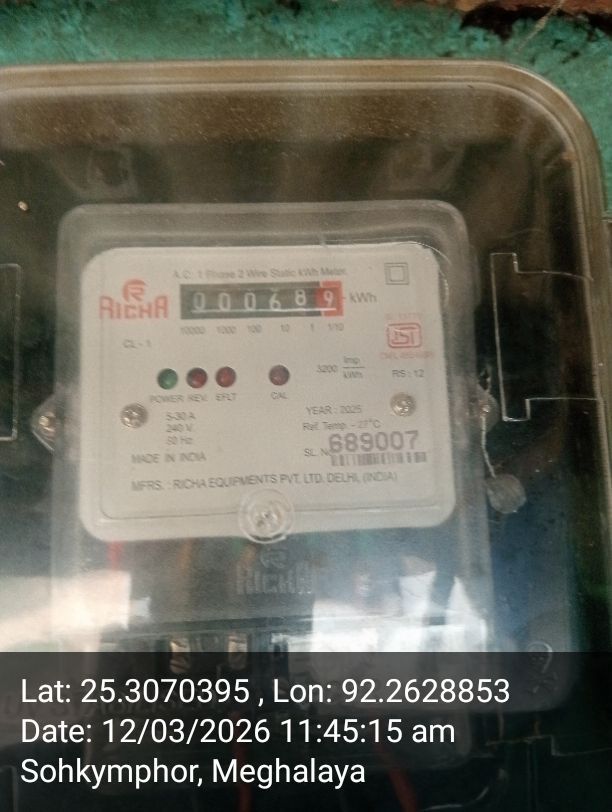 A.C. 1 Phase 2 Wire Static kWh Meter
RICHA
000689 kWh
10000 1000 100 10 1 1/10
CL - 1
3200 Imp/kWh
RS : 12
POWER REV. EFLT CAL
5-30 A
240 V
50 Hz
YEAR : 2025
Ref. Temp. - 27°C
MADE IN INDIA
SL. No 689007
MFRS. : RICHA EQUIPMENTS PVT. LTD. DELHI, (INDIA)
RICHA
Lat: 25.3070395 , Lon: 92.2628853
Date: 12/03/2026 11:45:15 am
Sohkymphor, Meghalaya